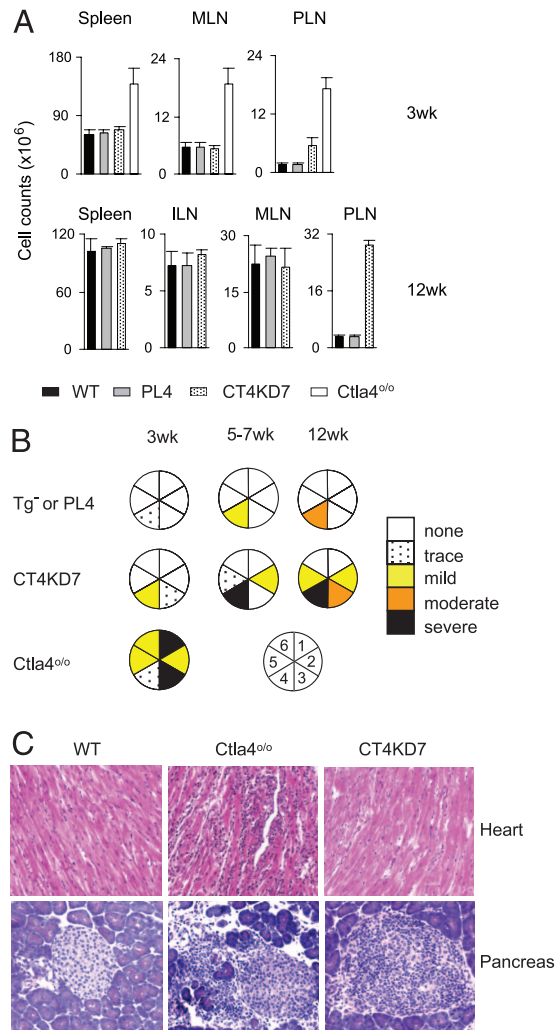 A
Spleen MLN PLN
180
90
0
24
16
8
0
24
12
0
3wk
Cell counts (x10⁶)
Spleen ILN MLN PLN
120
60
0
10
5
0
30
15
0
32
16
0
12wk
WT PL4 CT4KD7 Ctla4o/o
B
3wk 5-7wk 12wk
Tg⁻ or PL4
CT4KD7
Ctla4o/o
6 1
5 2
4 3
none
trace
mild
moderate
severe
C
WT Ctla4o/o CT4KD7
Heart
Pancreas